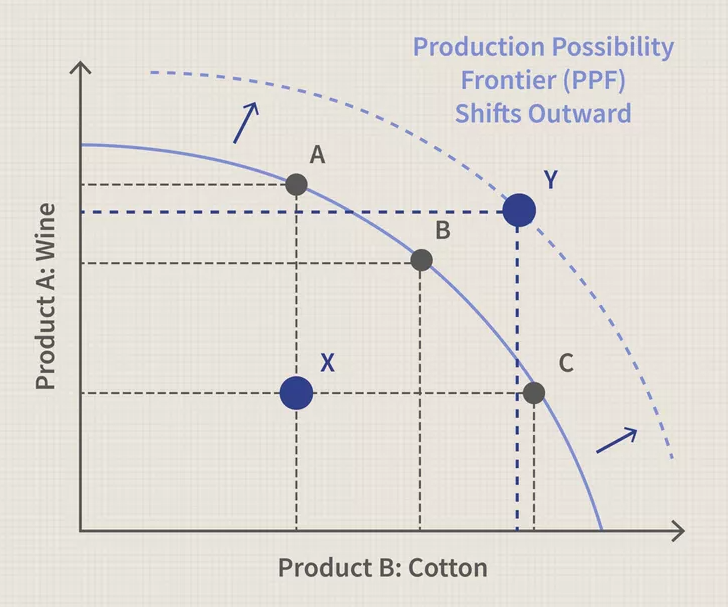 Production Possibility
Frontier (PPF)
Shifts Outward
A
Y
B
X
C
Product A: Wine
Product B: Cotton